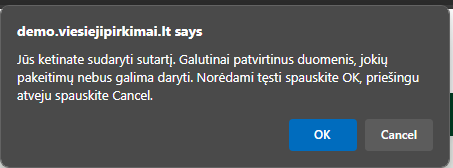 demo.viesiejipirkimai.lt says
Jūs ketinate sudaryti sutartį. Galutinai patvirtinus duomenis, jokių
pakeitimų nebus galima daryti. Norėdami tęsti spauskite OK, priešingu
atveju spauskite Cancel.
OK Cancel